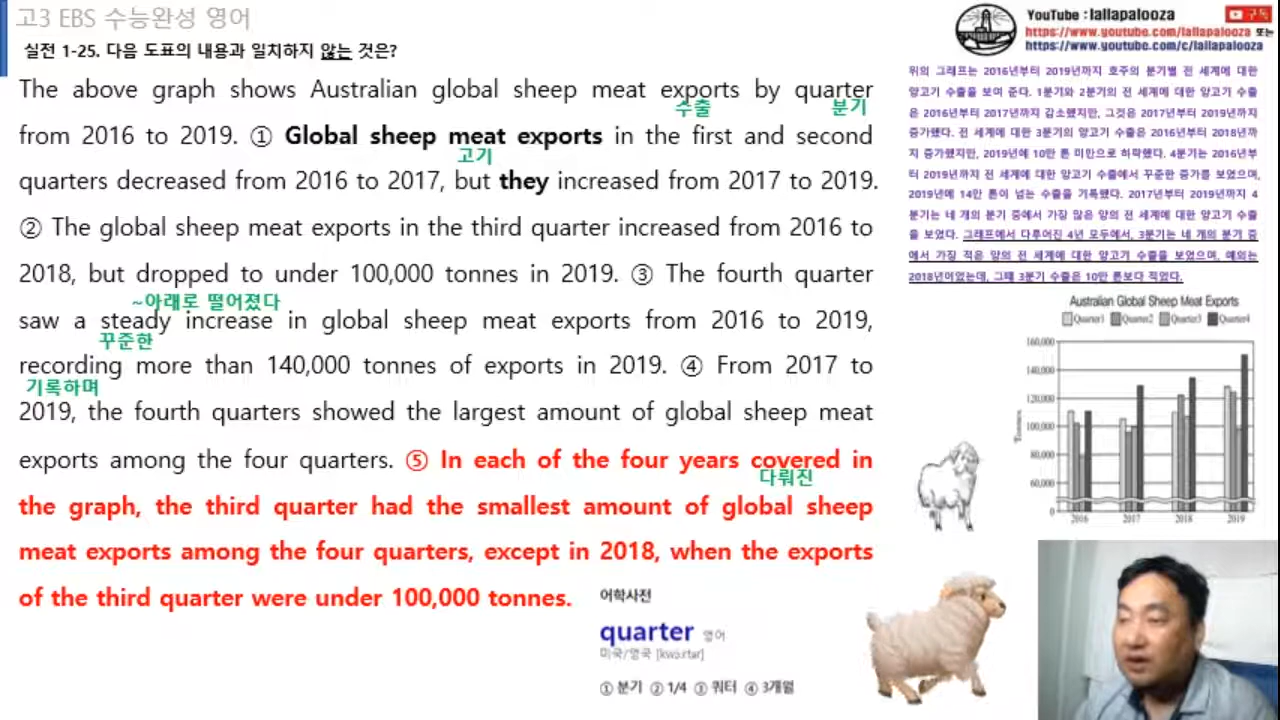 고3 EBS 수능완성 영어
실전 1-25. 다음 도표의 내용과 일치하지 않는 것은?
The above graph shows Australian global sheep meat exports by quarter
수출 분기
from 2016 to 2019. ① Global sheep meat exports in the first and second
고기
quarters decreased from 2016 to 2017, but they increased from 2017 to 2019.
② The global sheep meat exports in the third quarter increased from 2016 to
2018, but dropped to under 100,000 tonnes in 2019. ③ The fourth quarter
~아래로 떨어졌다
saw a steady increase in global sheep meat exports from 2016 to 2019,
꾸준한
recording more than 140,000 tonnes of exports in 2019. ④ From 2017 to
기록하며
2019, the fourth quarters showed the largest amount of global sheep meat
exports among the four quarters. ⑤ In each of the four years covered in
다뤄진
the graph, the third quarter had the smallest amount of global sheep
meat exports among the four quarters, except in 2018, when the exports
of the third quarter were under 100,000 tonnes.
어학사전
quarter 영어
미국/영국 [kwɔːrtər]
① 분기 ② 1/4 ③ 쿼터 ④ 3개월
YouTube : lallapalooza
구독
https://www.youtube.com/lallapalooza 또는
https://www.youtube.com/c/lallapalooza
위의 그래프는 2016년부터 2019년까지 호주의 분기별 전 세계에 대한
양고기 수출을 보여 준다. 1분기와 2분기의 전 세계에 대한 양고기 수출
은 2016년부터 2017년까지 감소했지만, 그것은 2017년부터 2019년까지
증가했다. 전 세계에 대한 3분기의 양고기 수출은 2016년부터 2018년까
지 증가했지만, 2019년에 10만 톤 미만으로 하락했다. 4분기는 2016년부
터 2019년까지 전 세계에 대한 양고기 수출에서 꾸준한 증가를 보였으며,
2019년에 14만 톤이 넘는 수출을 기록했다. 2017년부터 2019년까지 4
분기는 네 개의 분기 중에서 가장 많은 양의 전 세계에 대한 양고기 수출
을 보였다. 그래프에서 다루어진 4년 모두에서, 3분기는 네 개의 분기 중
에서 가장 적은 양의 전 세계에 대한 양고기 수출을 보였으며, 예외는
2018년이었는데, 그때 3분기 수출은 10만 톤보다 적었다.
Australian Global Sheep Meat Exports
Quarter1 Quarter2 Quarter3 Quarter4
Tonnes
160,000
140,000
120,000
100,000
80,000
60,000
0
2016 2017 2018 2019